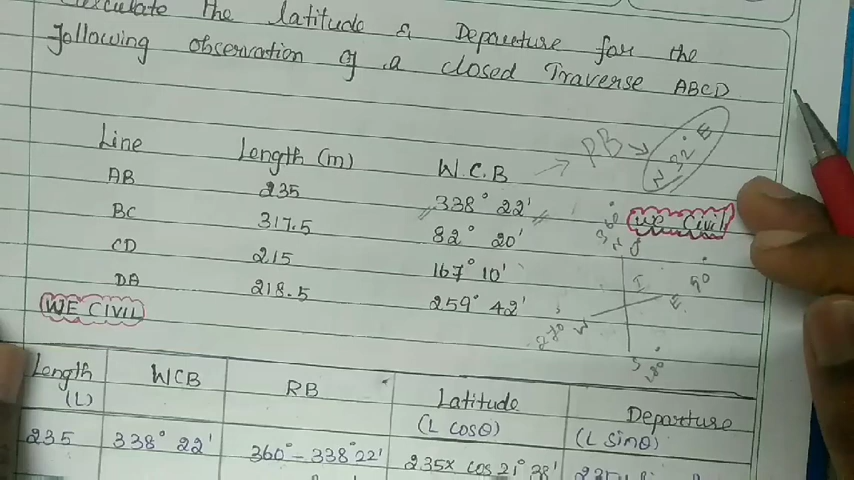 the latitude & Departure for the
following observation of a closed Traverse ABCD
Line Length (m) W.C.B
AB 235 338° 22'
BC 317.5 82° 20'
CD 215 167° 10'
DA 218.5 259° 42'
RB
WE Civil
WE CIVIL
I
E
W
S
Length (L) WCB RB Latitude (L cosθ) Departure (L sinθ)
235 338° 22' 360° - 338° 22' 235x cos 21° 38'